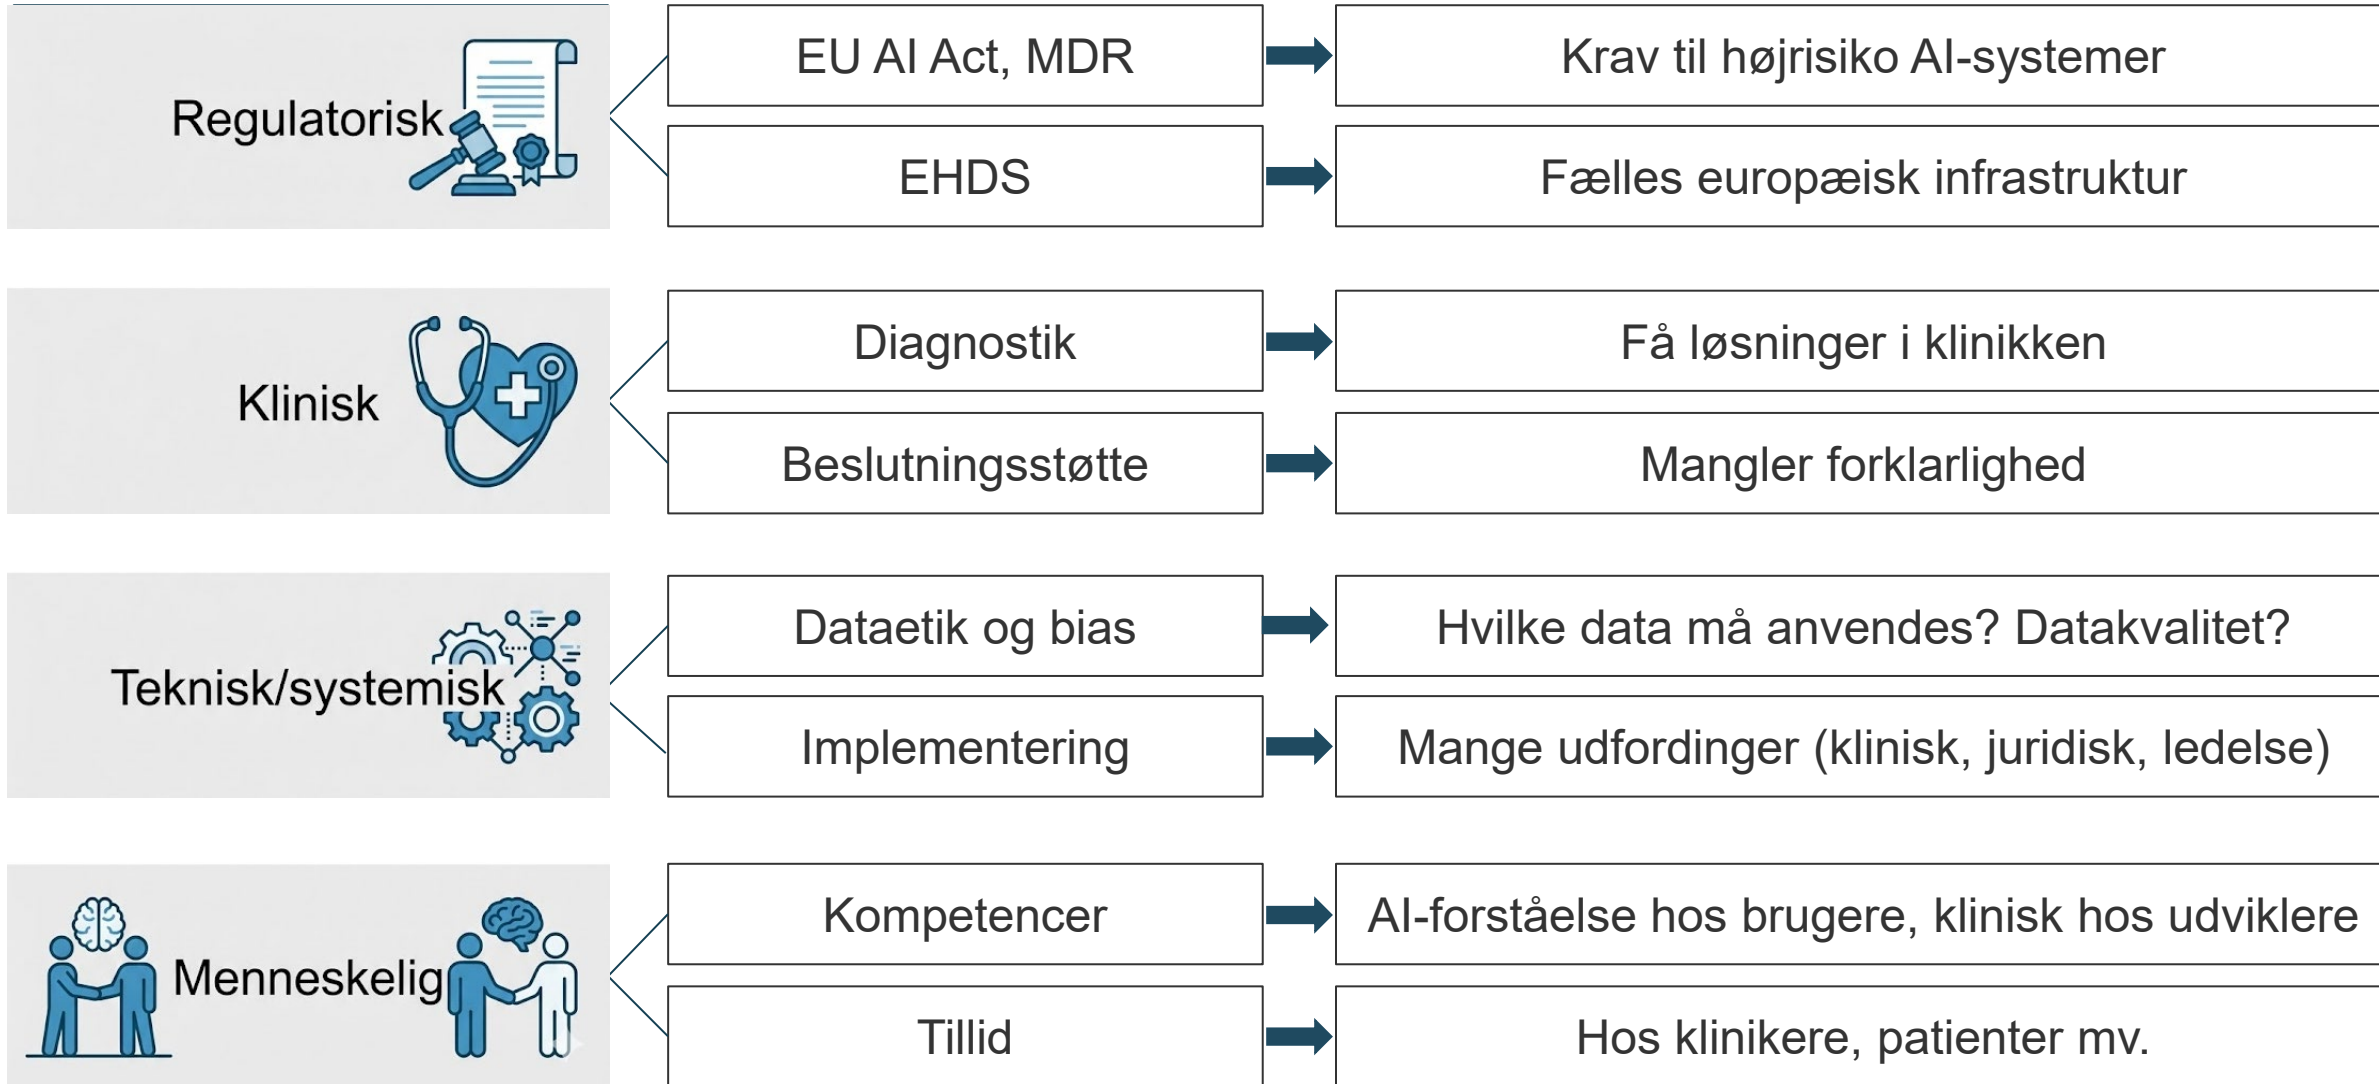 Regulatorisk
EU AI Act, MDR
Krav til højrisiko AI-systemer
EHDS
Fælles europæisk infrastruktur
Klinisk
Diagnostik
Få løsninger i klinikken
Beslutningsstøtte
Mangler forklarlighed
Teknisk/systemisk
Dataetik og bias
Hvilke data må anvendes? Datakvalitet?
Implementering
Mange udfordinger (klinisk, juridisk, ledelse)
Menneskelig
Kompetencer
AI-forståelse hos brugere, klinisk hos udviklere
Tillid
Hos klinikere, patienter mv.